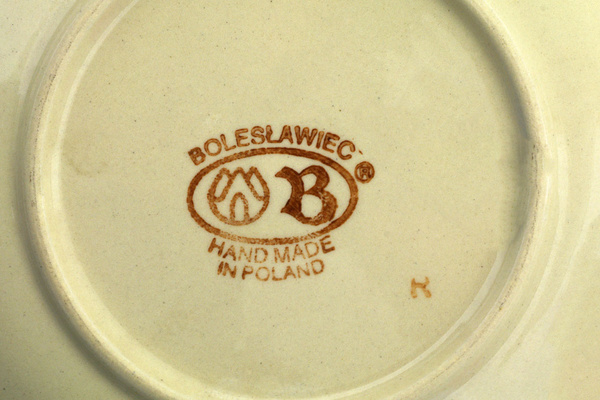 BOLESŁAWIEC ®
B
HAND MADE
IN POLAND
K